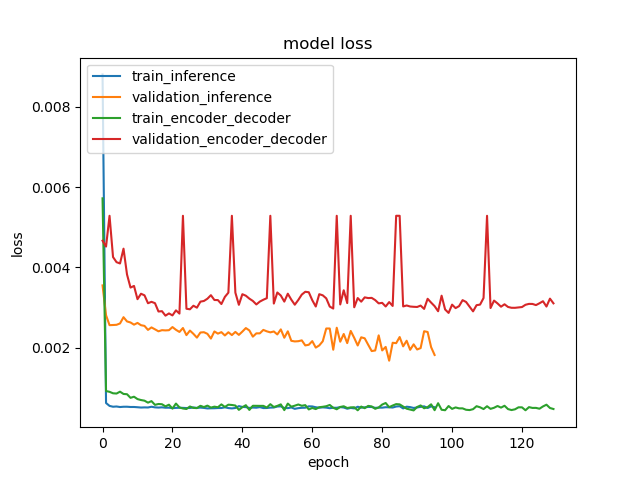 model loss
train_inference
validation_inference
train_encoder_decoder
validation_encoder_decoder
0.008
0.006
0.004
0.002
loss
0 20 40 60 80 100 120
epoch